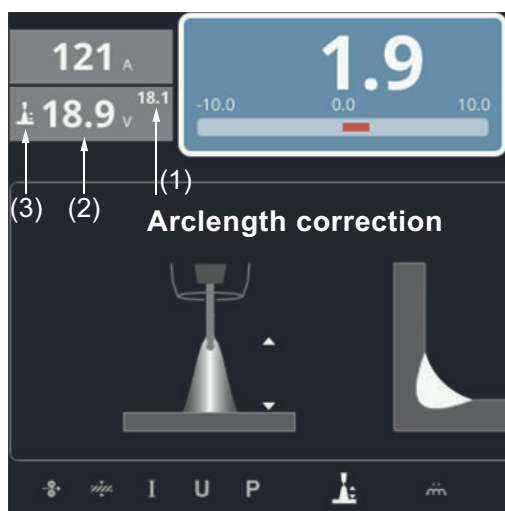 121 A
18.9 V 18.1
1.9
-10.0 0.0 10.0
(1)
(3) (2)
Arclength correction
I U P